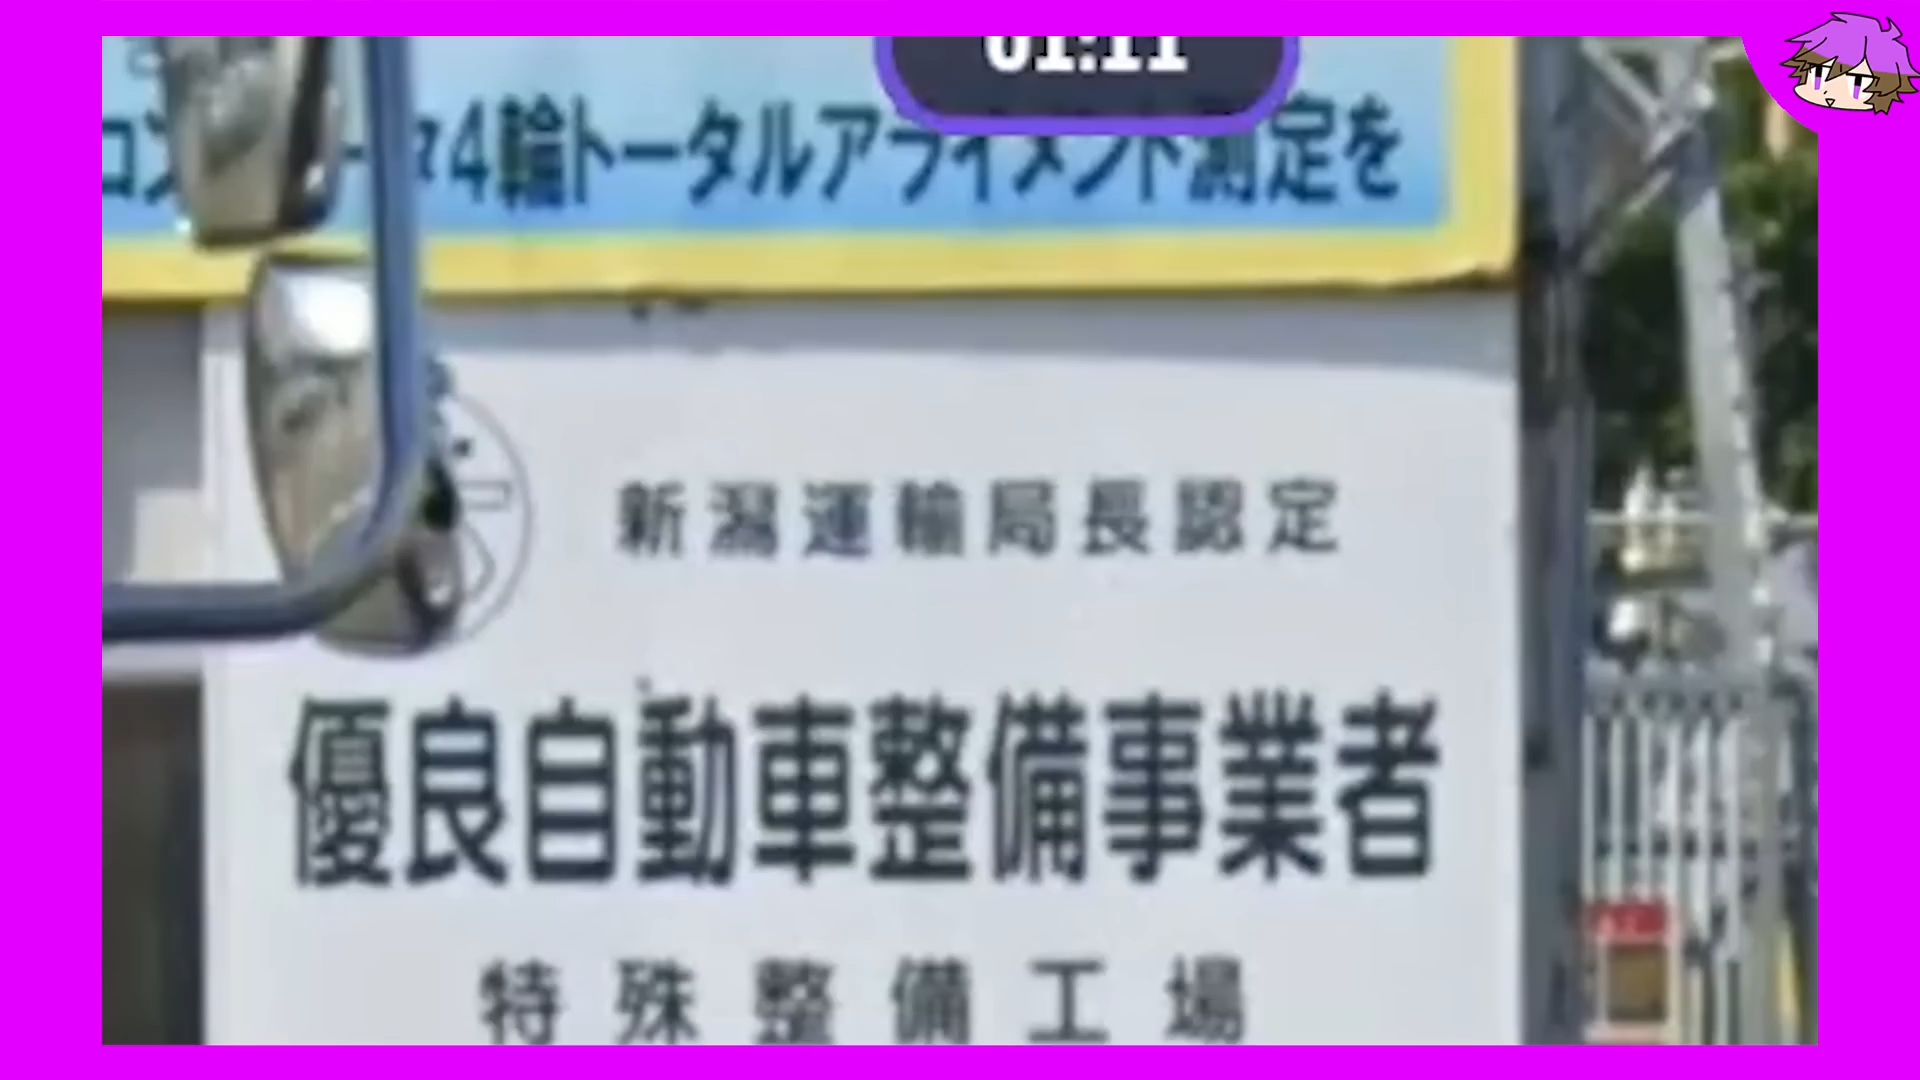 01:11
4輪トータルアライメント測定を
新潟運輸局長認定
優良自動車整備事業者
特殊整備工場